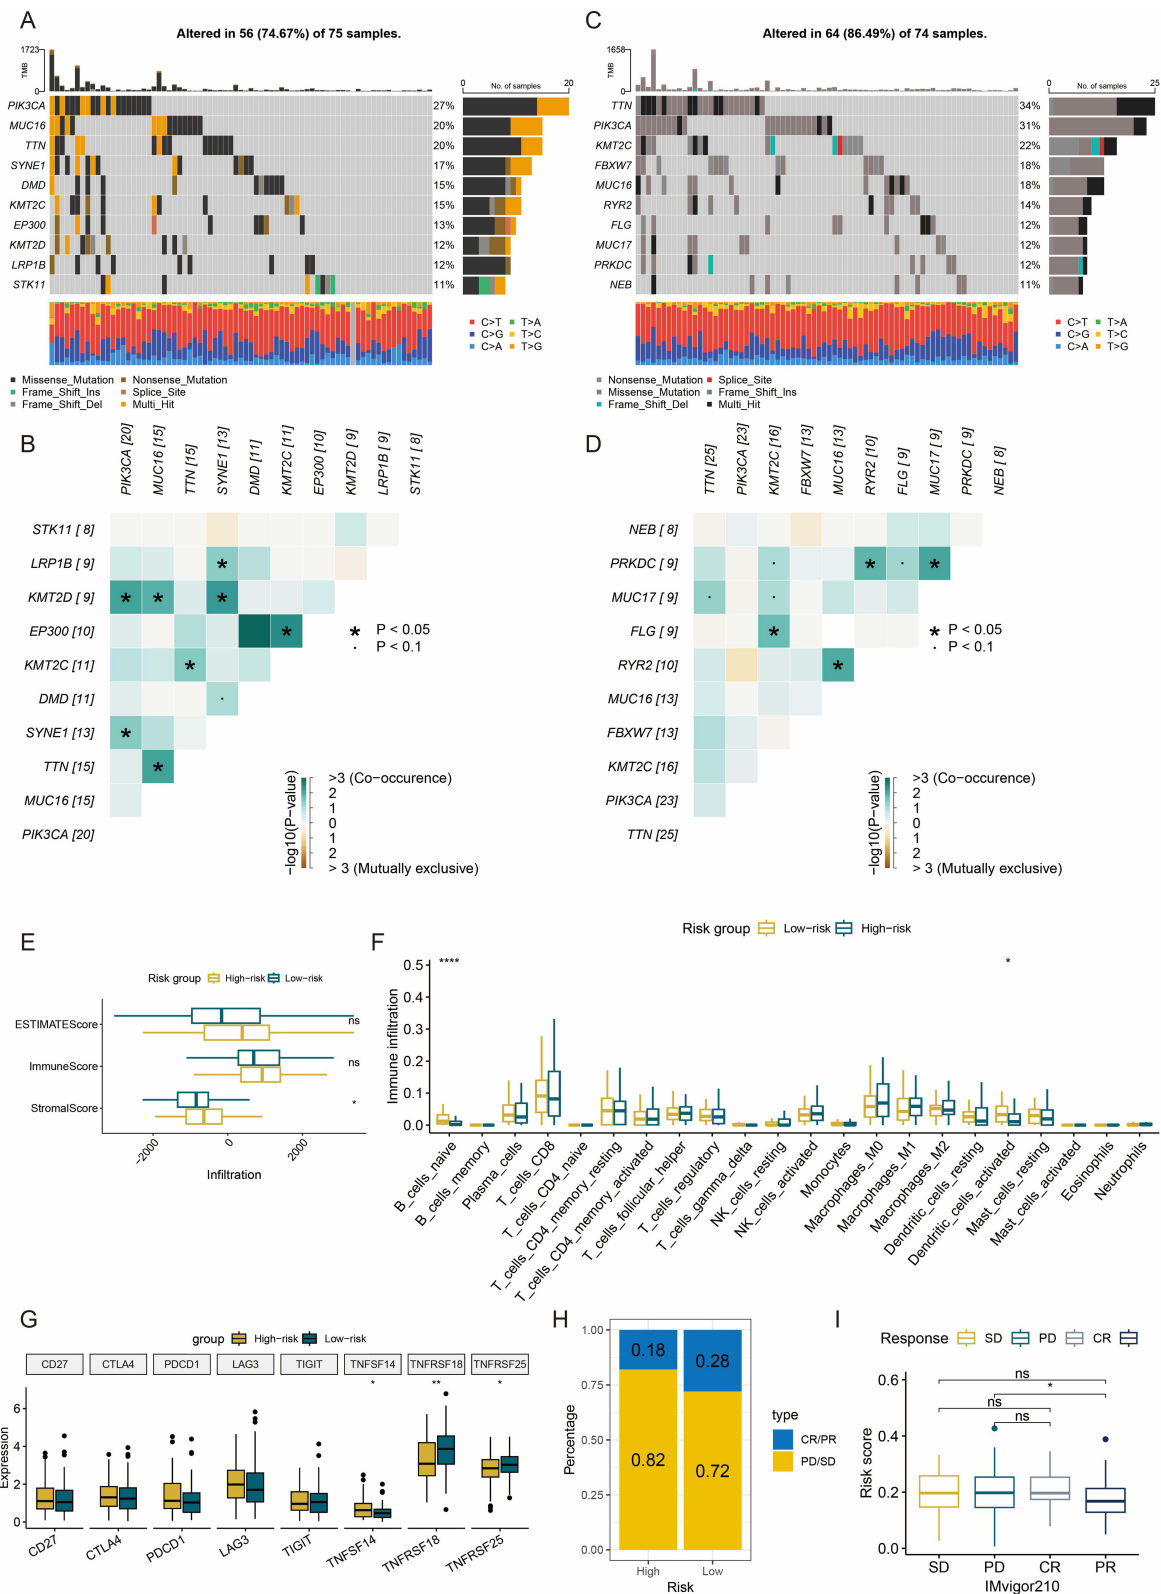 A
Altered in 56 (74.67%) of 75 samples.
1723
TMB
0
No. of samples
0 20
PIK3CA 27%
MUC16 20%
TTN 20%
SYNE1 17%
DMD 15%
KMT2C 15%
EP300 13%
KMT2D 12%
LRP1B 12%
STK11 11%
C>T T>A
C>G T>C
C>A T>G
Missense_Mutation Nonsense_Mutation
Frame_Shift_Ins Splice_Site
Frame_Shift_Del Multi_Hit
C
Altered in 64 (86.49%) of 74 samples.
1658
TMB
0
No. of samples
0 25
TTN 34%
PIK3CA 31%
KMT2C 22%
FBXW7 18%
MUC16 18%
RYR2 14%
FLG 12%
MUC17 12%
PRKDC 12%
NEB 11%
C>T T>A
C>G T>C
C>A T>G
Nonsense_Mutation Splice_Site
Missense_Mutation Frame_Shift_Ins
Frame_Shift_Del Multi_Hit
B
PIK3CA [20]
MUC16 [15]
TTN [15]
SYNE1 [13]
DMD [11]
KMT2C [11]
EP300 [10]
KMT2D [ 9]
LRP1B [ 9]
STK11 [ 8]
STK11 [ 8]
LRP1B [ 9]
*
KMT2D [ 9]
* * *
EP300 [10]
*
KMT2C [11]
*
DMD [11]
·
SYNE1 [13]
*
TTN [15]
*
MUC16 [15]
PIK3CA [20]
* P < 0.05
· P < 0.1
−log10(P−value)
>3 (Co−occurence)
2
1
0
1
2
> 3 (Mutually exclusive)
D
TTN [25]
PIK3CA [23]
KMT2C [16]
FBXW7 [13]
MUC16 [13]
RYR2 [10]
FLG [ 9]
MUC17 [ 9]
PRKDC [ 9]
NEB [ 8]
NEB [ 8]
PRKDC [ 9]
· * · *
MUC17 [ 9]
· ·
FLG [ 9]
*
RYR2 [10]
*
MUC16 [13]
FBXW7 [13]
KMT2C [16]
PIK3CA [23]
TTN [25]
* P < 0.05
· P < 0.1
−log10(P−value)
>3 (Co−occurence)
2
1
0
1
2
> 3 (Mutually exclusive)
E
Risk group High−risk Low−risk
ESTIMATEScore
ns
ImmuneScore
ns
StromalScore
*
−2000 0 2000
Infiltration
F
Risk group Low−risk High−risk
Immune infiltration
0.5
0.4
0.3
0.2
0.1
0.0
**** *
B_cells_naive
B_cells_memory
Plasma_cells
T_cells_CD8
T_cells_CD4_naive
T_cells_CD4_memory_resting
T_cells_CD4_memory_activated
T_cells_follicular_helper
T_cells_regulatory
T_cells_gamma_delta
NK_cells_resting
NK_cells_activated
Monocytes
Macrophages_M0
Macrophages_M1
Macrophages_M2
Dendritic_cells_resting
Dendritic_cells_activated
Mast_cells_resting
Mast_cells_activated
Eosinophils
Neutrophils
G
group High−risk Low−risk
CD27 CTLA4 PDCD1 LAG3 TIGIT TNFSF14 TNFRSF18 TNFRSF25
* ** *
Expression
6
4
2
0
CD27 CTLA4 PDCD1 LAG3 TIGIT TNFSF14 TNFRSF18 TNFRSF25
H
Percentage
1.00
0.75
0.50
0.25
0.00
0.18 0.28
0.82 0.72
High Low
Risk
type
CR/PR
PD/SD
I
Response SD PD CR PR
Risk score
0.6
0.4
0.2
0.0
ns
*
ns
ns
SD PD CR PR
IMvigor210